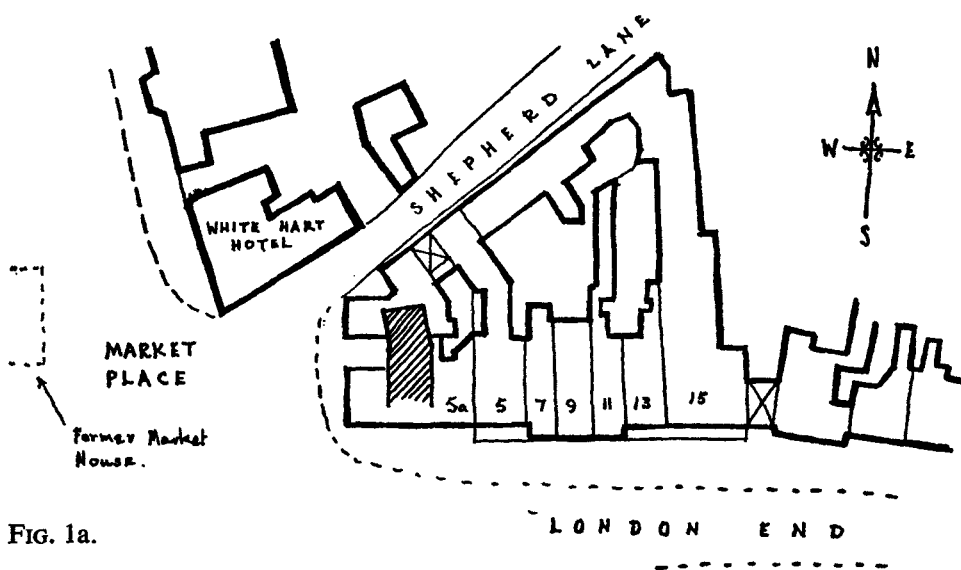 SHEPHERD LANE
N
W E
S
WHITE HART
HOTEL
MARKET
PLACE
Former Market
House.
5a 5 7 9 11 13 15
FIG. 1a.
LONDON END